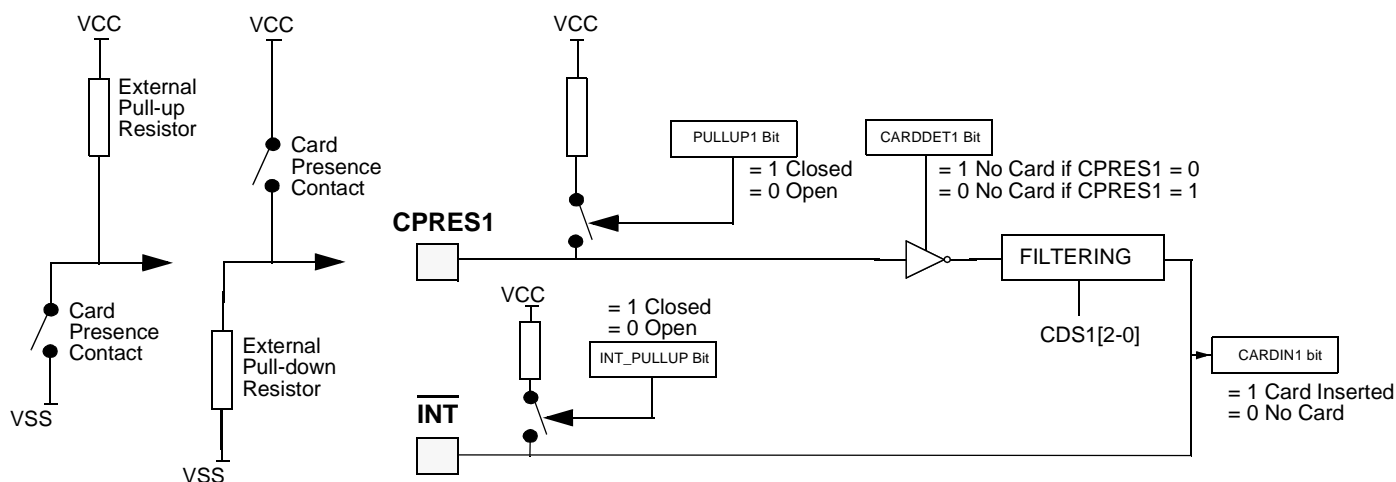 VCC
External
Pull-up
Resistor
Card
Presence
Contact
VSS
VCC
Card
Presence
Contact
External
Pull-down
Resistor
VSS
VCC
PULLUP1 Bit
= 1 Closed
= 0 Open
CARDDET1 Bit
= 1 No Card if CPRES1 = 0
= 0 No Card if CPRES1 = 1
CPRES1
FILTERING
CDS1[2-0]
VCC
= 1 Closed
= 0 Open
INT_PULLUP Bit
INT
CARDIN1 bit
= 1 Card Inserted
= 0 No Card